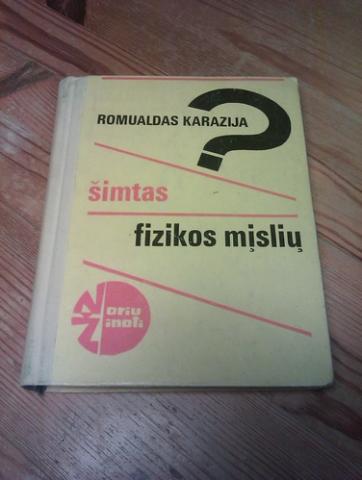 ROMUALDAS KARAZIJA
?
šimtas
fizikos mįslių
Noriu
Žinoti